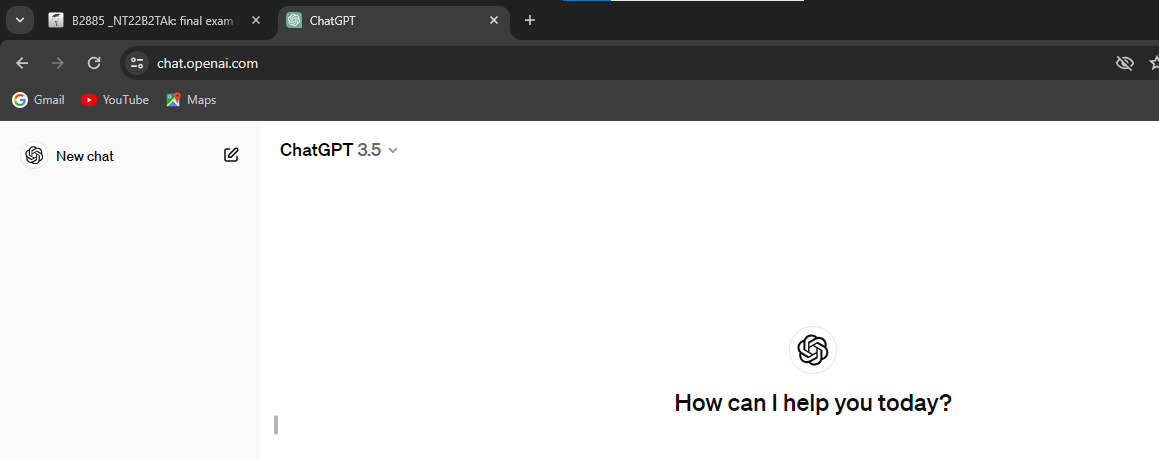 B2885 _NT22B2TAk: final exam
ChatGPT
chat.openai.com
Gmail
YouTube
Maps
New chat
ChatGPT 3.5
How can I help you today?